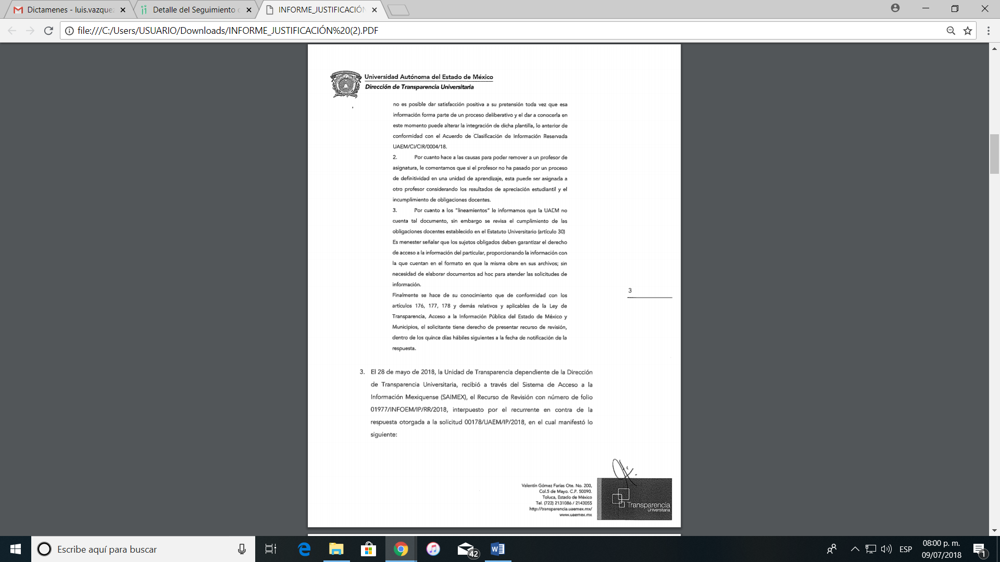 Dictamenes - luis.vazque
Detalle del Seguimiento
INFORME_JUSTIFICACIÓN
file:///C:/Users/USUARIO/Downloads/INFORME_JUSTIFICACIÓN%20(2).PDF
Universidad Autónoma del Estado de México
Dirección de Transparencia Universitaria
no es posible dar satisfacción positiva a su pretensión toda vez que esa
información forma parte de un proceso deliberativo y el dar a conocerla en
este momento puede alterar la integración de dicha plantilla, lo anterior de
conformidad con el Acuerdo de Clasificación de Información Reservada
UAEM/CI/CIR/0004/18.
2. Por cuanto hace a las causas para poder remover a un profesor de
asignatura, le comentamos que si el profesor no ha pasado por un proceso
de definitividad en una unidad de aprendizaje, esta puede ser asignada a
otro profesor considerando los resultados de apreciación estudiantil y el
incumplimiento de obligaciones docentes.
3. Por cuanto a los "lineamientos" le informamos que la UAEM no
cuenta tal documento, sin embargo se revisa el cumplimiento de las
obligaciones docentes establecido en el Estatuto Universitario (artículo 30)
Es menester señalar que los sujetos obligados deben garantizar el derecho
de acceso a la información del particular, proporcionando la información con
la que cuentan en el formato en que la misma obre en sus archivos; sin
necesidad de elaborar documentos ad hoc para atender las solicitudes de
información.
Finalmente se hace de su conocimiento que de conformidad con los
artículos 176, 177, 178 y demás relativos y aplicables de la Ley de
Transparencia, Acceso a la Información Pública del Estado de México y
Municipios, el solicitante tiene derecho de presentar recurso de revisión,
dentro de los quince días hábiles siguientes a la fecha de notificación de la
respuesta.
3
3. El 28 de mayo de 2018, la Unidad de Transparencia dependiente de la Dirección
de Transparencia Universitaria, recibió a través del Sistema de Acceso a la
Información Mexiquense (SAIMEX), el Recurso de Revisión con número de folio
01977/INFOEM/IP/RR/2018, interpuesto por el recurrente en contra de la
respuesta otorgada a la solicitud 00178/UAEM/IP/2018, en el cual manifestó lo
siguiente:
Valentín Gómez Farías Ote. No. 200,
Col.5 de Mayo. C.P. 50090.
Toluca, Estado de México
Tel. (722) 2131086 / 2143055
http://transparencia.uaemex.mx/
www.uaemex.mx
Transparencia
Universitaria
Escribe aquí para buscar
42
ESP
08:00 p. m.
09/07/2018
1